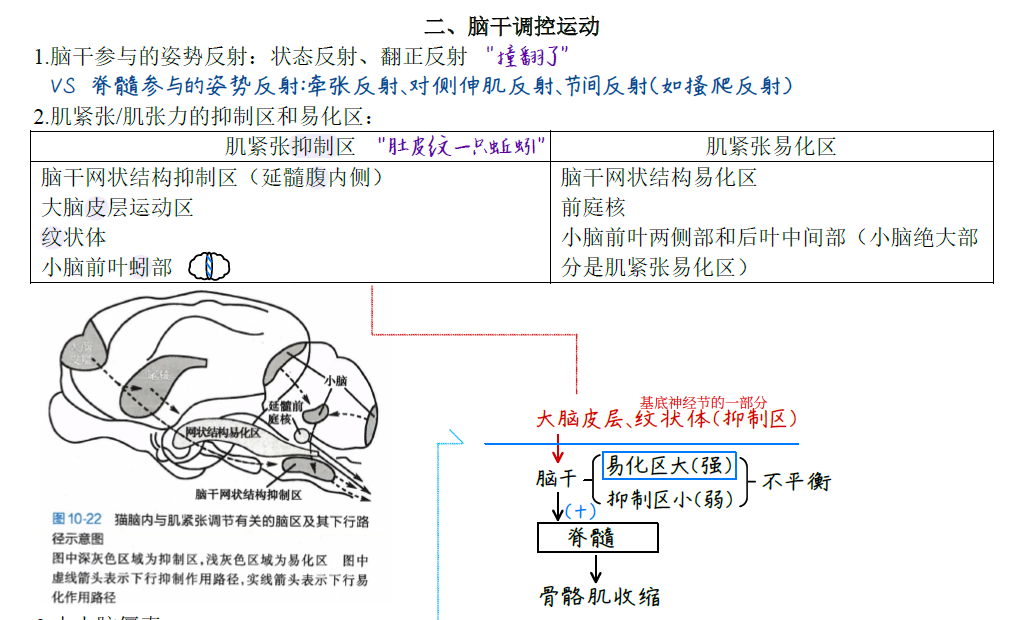 二、脑干调控运动
1.脑干参与的姿势反射：状态反射、翻正反射 “撞翻了”
VS 脊髓参与的姿势反射:牵张反射、对侧伸肌反射、节间反射(如搔爬反射)
2.肌紧张/肌张力的抑制区和易化区：
肌紧张抑制区 “肚皮纹一只蚯蚓” 肌紧张易化区
脑干网状结构抑制区（延髓腹内侧） 脑干网状结构易化区
大脑皮层运动区 前庭核
纹状体 小脑前叶两侧部和后叶中间部（小脑绝大部
小脑前叶蚓部 分是肌紧张易化区）
小脑
延髓前
庭核
网状结构易化区
脑干网状结构抑制区
图10-22 猫脑内与肌紧张调节有关的脑区及其下行路
径示意图
图中深灰色区域为抑制区,浅灰色区域为易化区 图中
虚线箭头表示下行抑制作用路径,实线箭头表示下行易
化作用路径
基底神经节的一部分
大脑皮层、纹状体(抑制区)
脑干 易化区大(强) 不平衡
抑制区小(弱)
(+)
脊髓
骨骼肌收缩